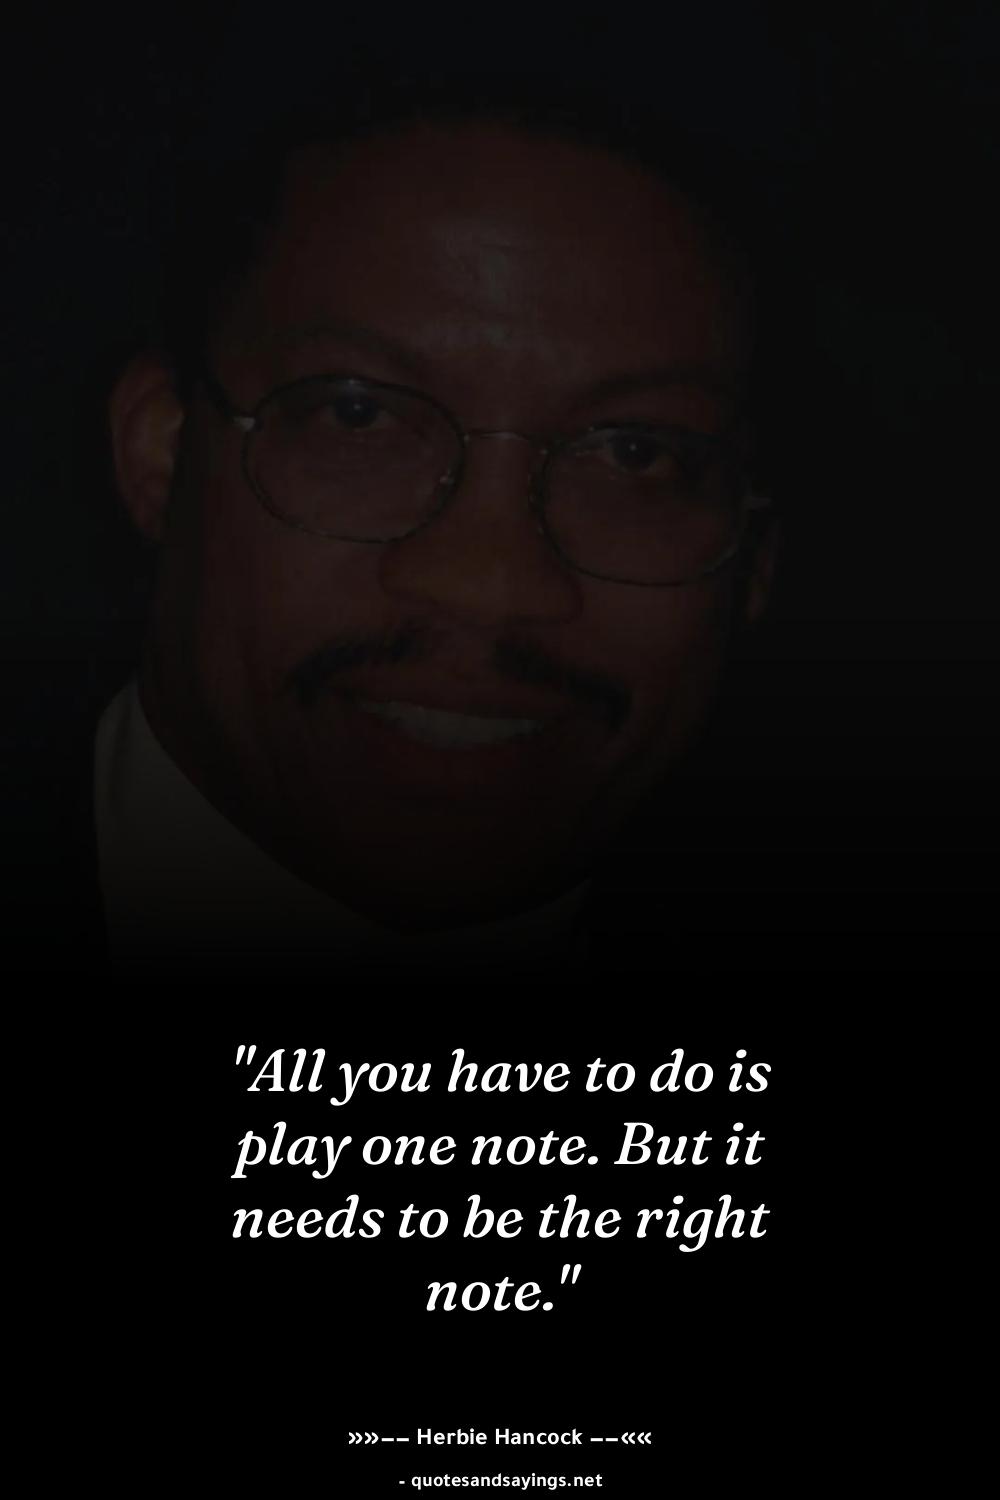 "All you have to do is
play one note. But it
needs to be the right
note."
»»–– Herbie Hancock ––««
- quotesandsayings.net